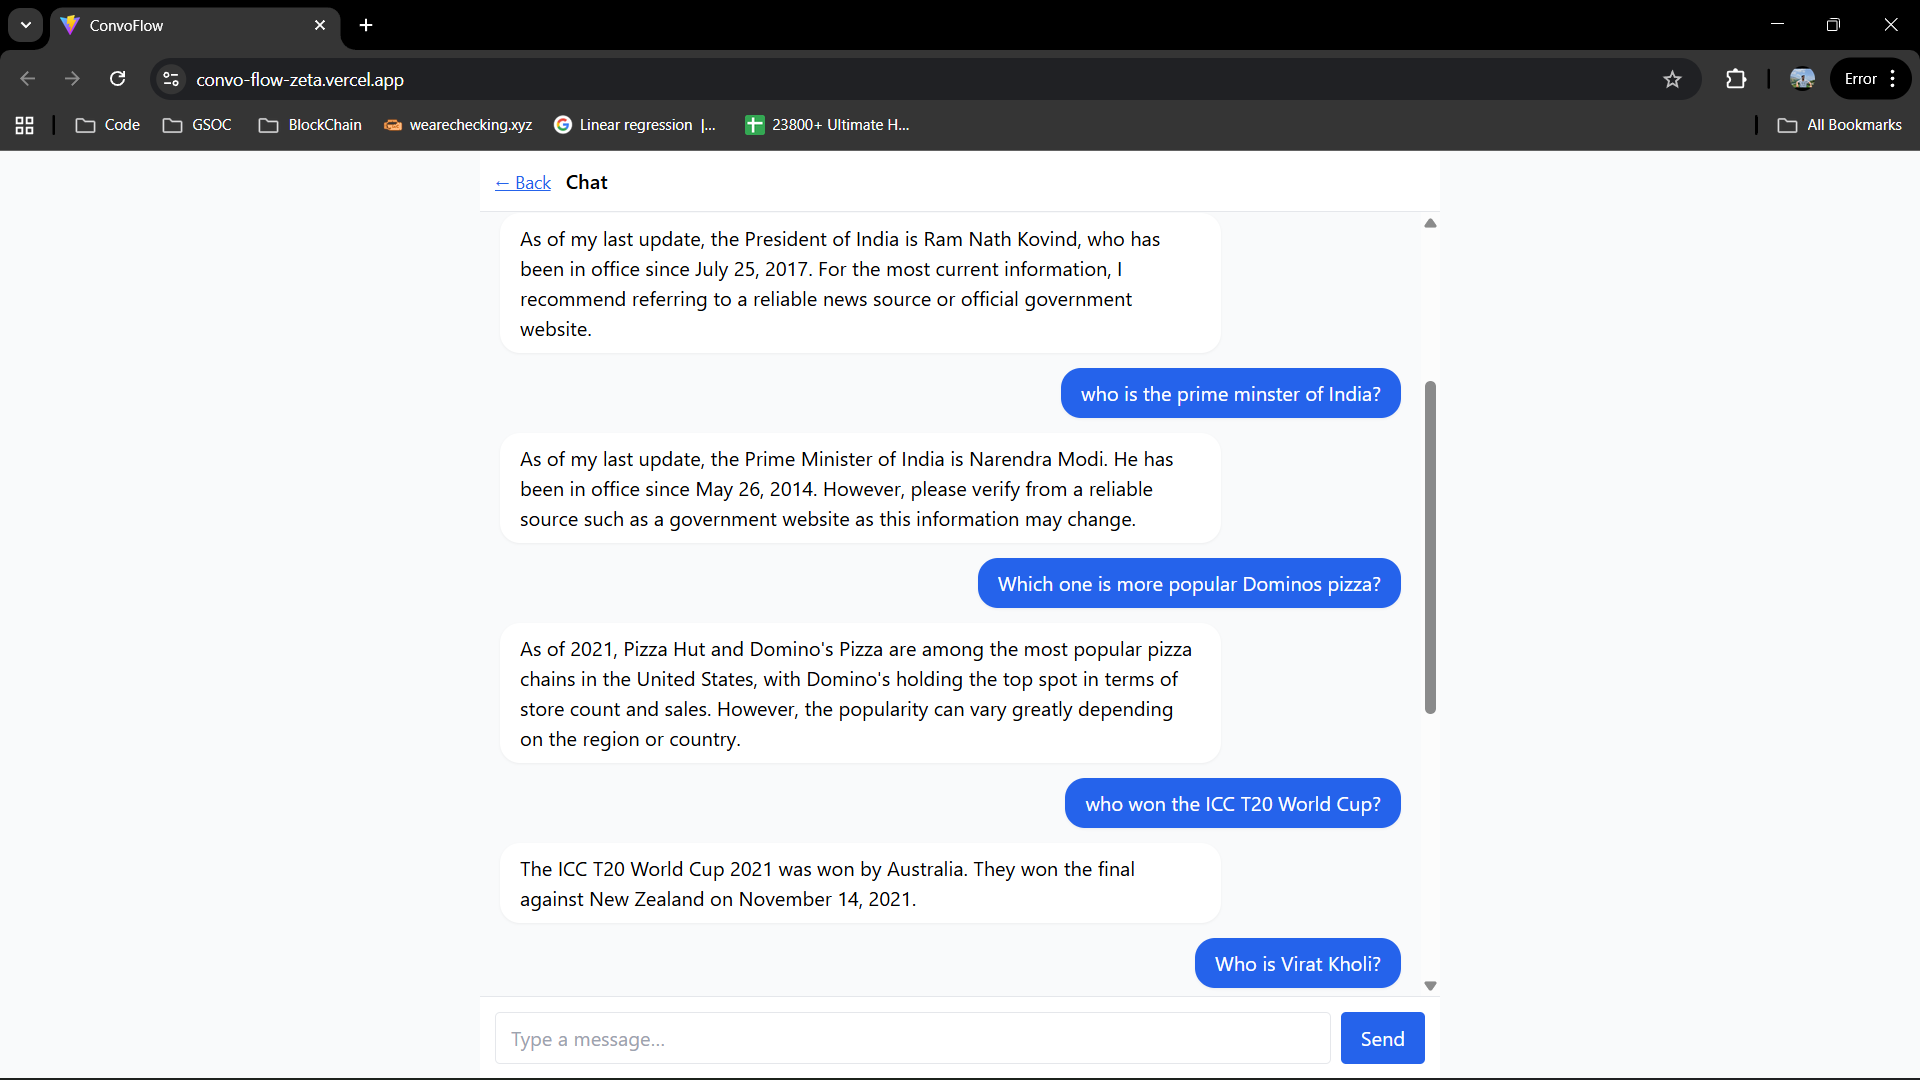 ConvoFlow
convo-flow-zeta.vercel.app
Error
Code
GSOC
BlockChain
wearechecking.xyz
Linear regression |...
23800+ Ultimate H...
All Bookmarks
← Back
Chat
As of my last update, the President of India is Ram Nath Kovind, who has
been in office since July 25, 2017. For the most current information, I
recommend referring to a reliable news source or official government
website.
who is the prime minster of India?
As of my last update, the Prime Minister of India is Narendra Modi. He has
been in office since May 26, 2014. However, please verify from a reliable
source such as a government website as this information may change.
Which one is more popular Dominos pizza?
As of 2021, Pizza Hut and Domino's Pizza are among the most popular pizza
chains in the United States, with Domino's holding the top spot in terms of
store count and sales. However, the popularity can vary greatly depending
on the region or country.
who won the ICC T20 World Cup?
The ICC T20 World Cup 2021 was won by Australia. They won the final
against New Zealand on November 14, 2021.
Who is Virat Kholi?
Type a message...
Send